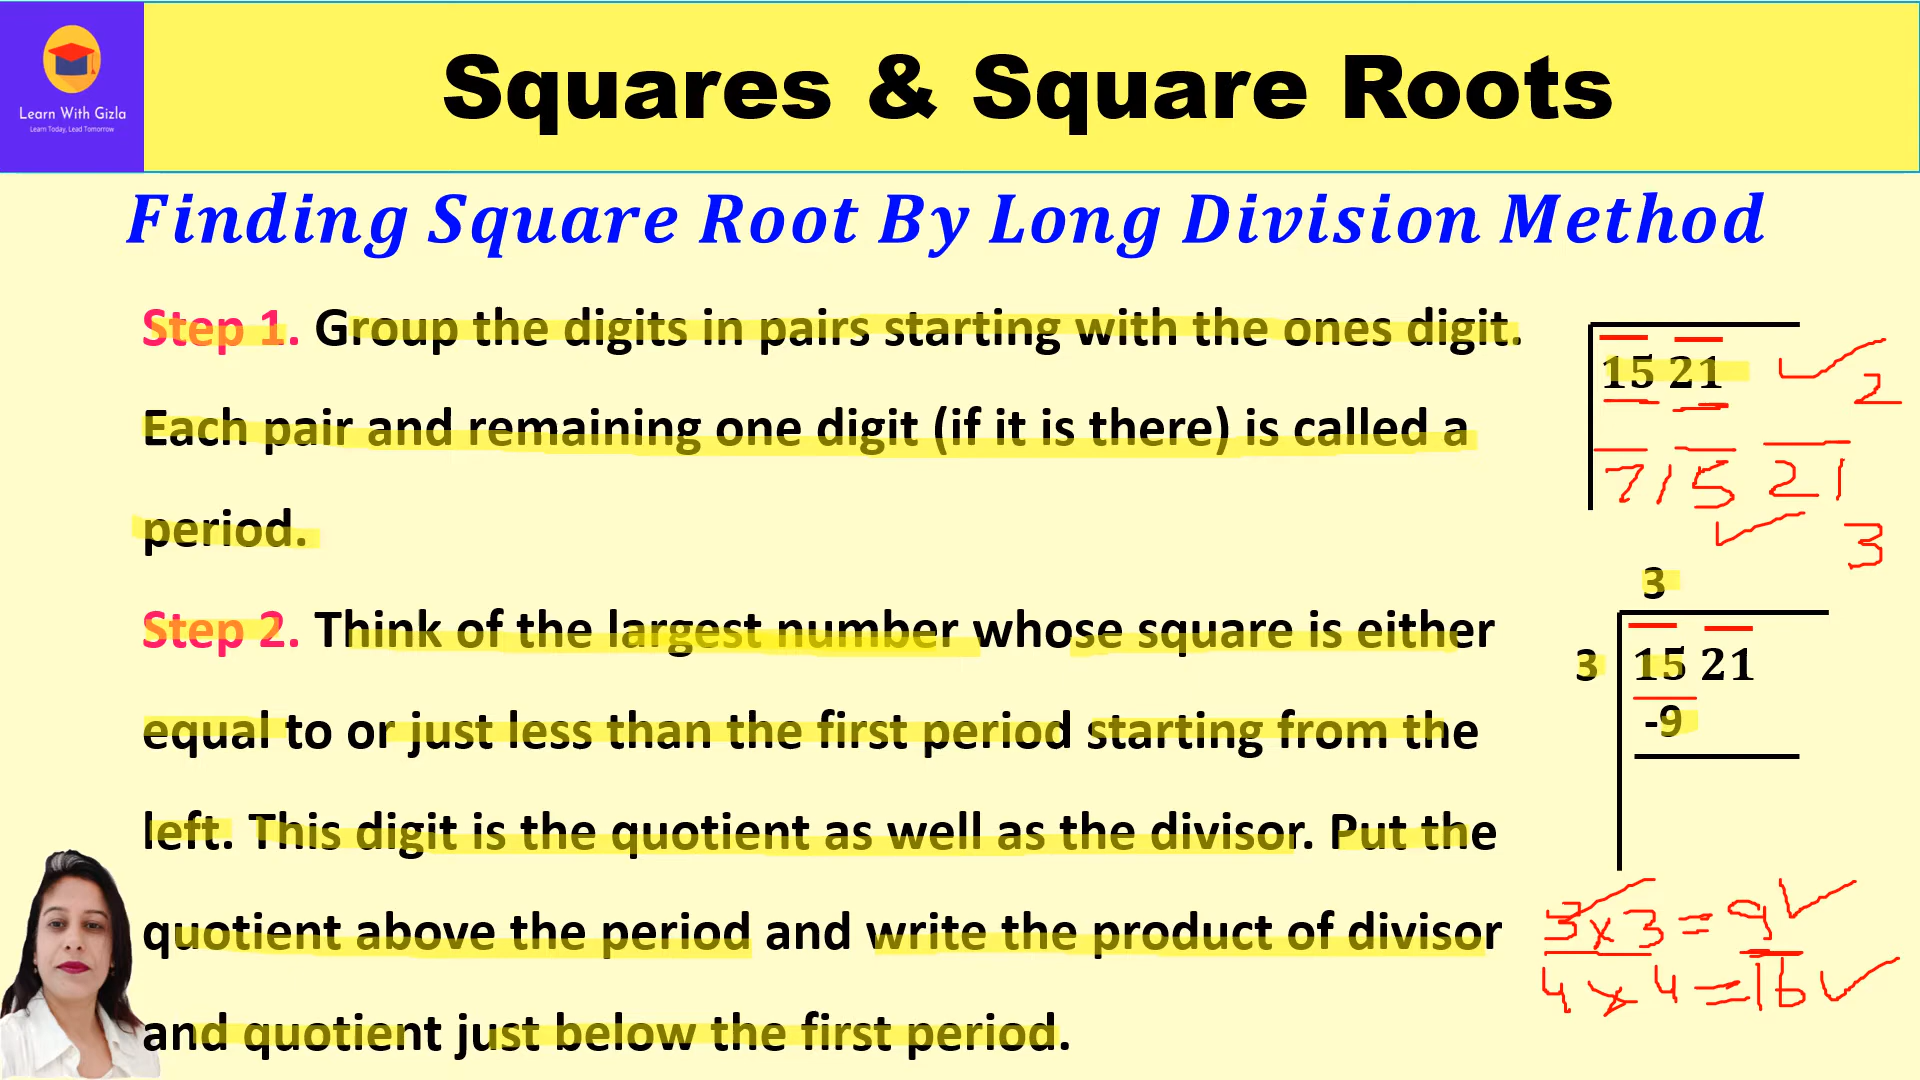 Learn With Gizla
Learn Today, Lead Tomorrow
Squares & Square Roots
Finding Square Root By Long Division Method
Step 1. Group the digits in pairs starting with the ones digit.
Each pair and remaining one digit (if it is there) is called a
period.
Step 2. Think of the largest number whose square is either
equal to or just less than the first period starting from the
left. This digit is the quotient as well as the divisor. Put the
quotient above the period and write the product of divisor
and quotient just below the first period.
15 21
2
7 15 21
3
3
3 15 21
-9
3 x 3 = 9
4 x 4 = 16